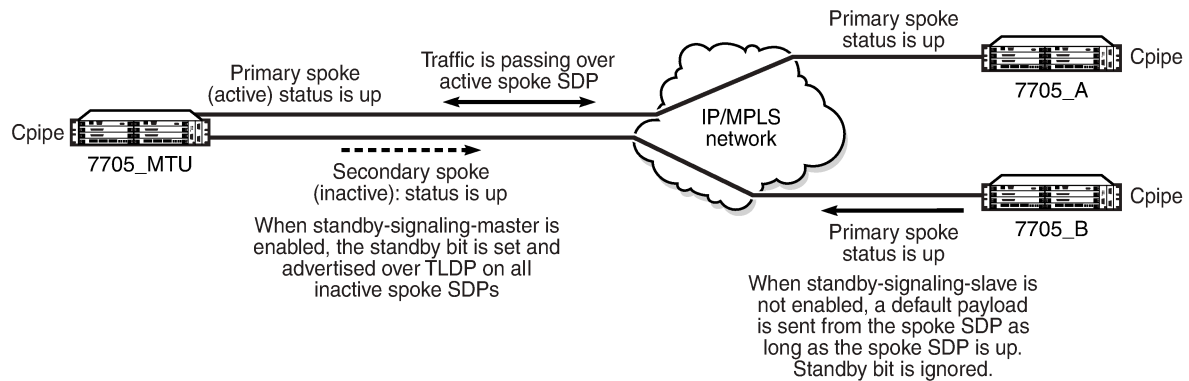 Primary spoke
status is up
Cpipe
7705_A
Traffic is passing over
active spoke SDP
Primary spoke
(active) status is up
Cpipe
7705_MTU
IP/MPLS
network
Secondary spoke
(inactive): status is up
When standby-signaling-master is
enabled, the standby bit is set and
advertised over TLDP on all
inactive spoke SDPs
Cpipe
7705_B
Primary spoke
status is up
When standby-signaling-slave is
not enabled, a default payload
is sent from the spoke SDP as
long as the spoke SDP is up.
Standby bit is ignored.